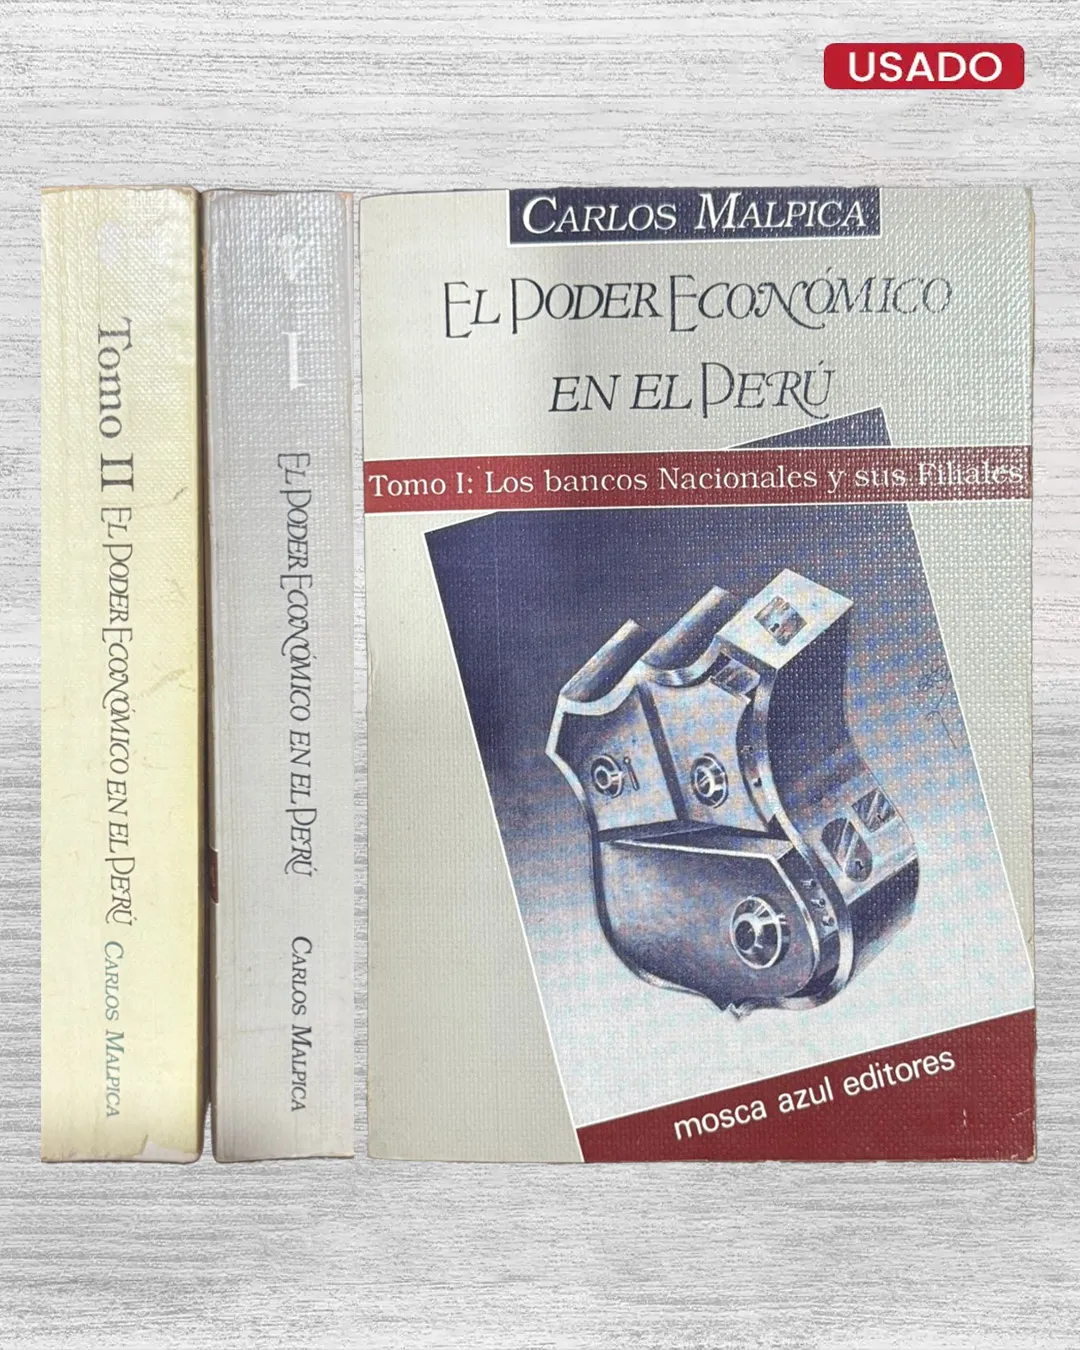 USADO
Tomo II EL PODER ECONÓMICO EN EL PERÚ CARLOS MALPICA
I EL PODER ECONÓMICO EN EL PERÚ CARLOS MALPICA
CARLOS MALPICA
EL PODER ECONÓMICO
EN EL PERÚ
Tomo I: Los bancos Nacionales y sus Filiales
mosca azul editores